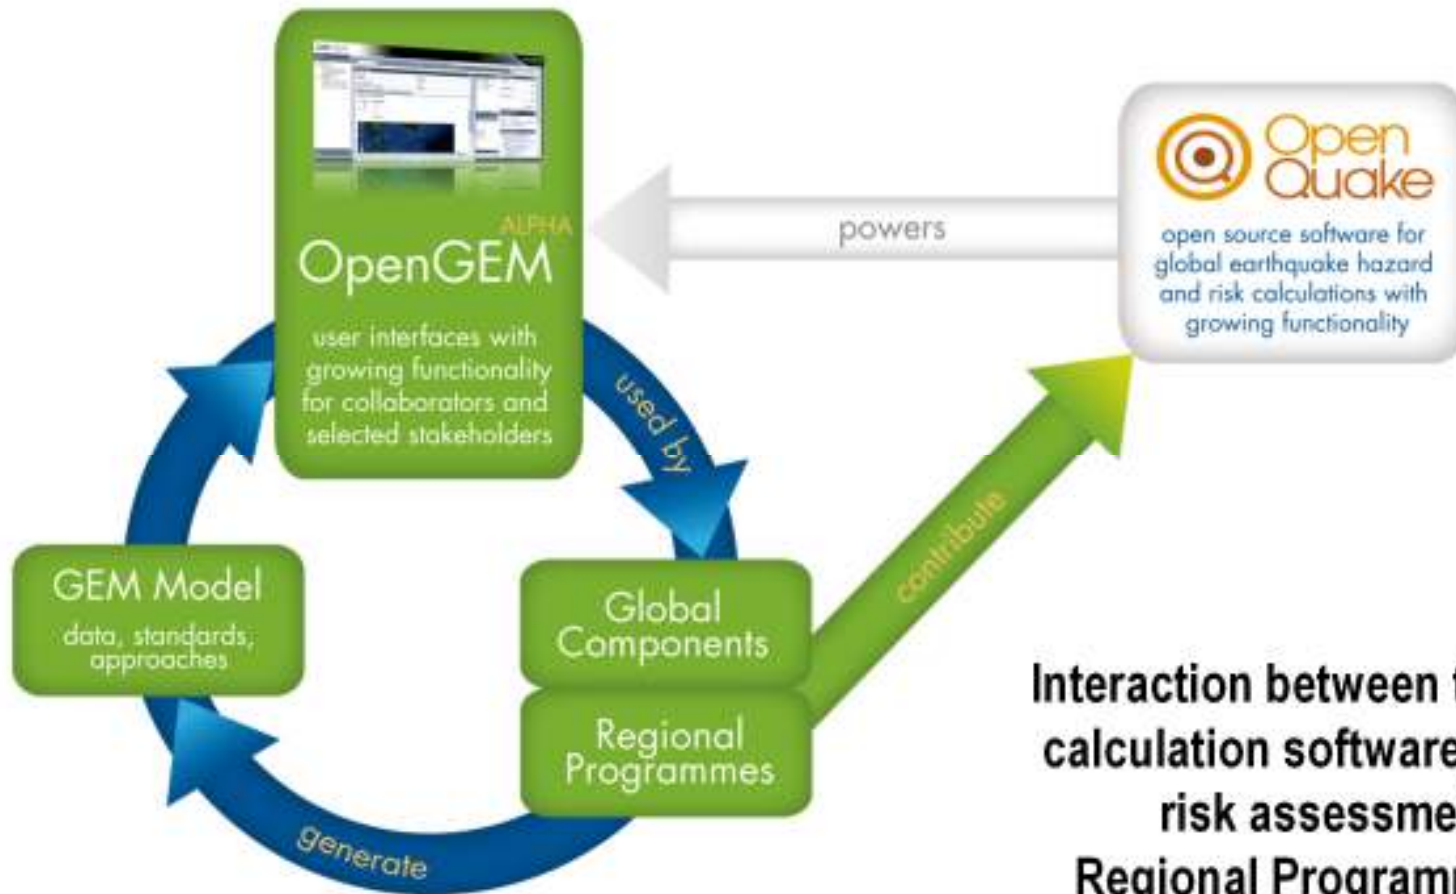 ALPHA
OpenGEM
user interfaces with
growing functionality
for collaborators and
selected stakeholders
powers
Open
Quake
open source software for
global earthquake hazard
and risk calculations with
growing functionality
used by
contribute
GEM Model
data, standards,
approaches
Global
Components
Regional
Programmes
generate
Interaction between
calculation software
risk
Regional